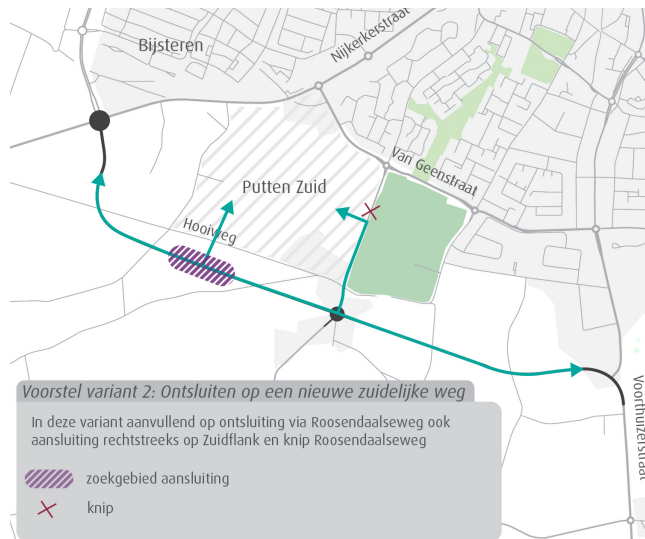 Bijsteren
Nijkerkerstraat
Putten Zuid
Van Geenstraat
Hooiweg
Voorthuizerstraat
Voorstel variant 2: Ontsluiten op een nieuwe zuidelijke weg
In deze variant aanvullend op ontsluiting via Roosendaalseweg ook
aansluiting rechtstreeks op Zuidflank en knip Roosendaalseweg
zoekgebied aansluiting
knip